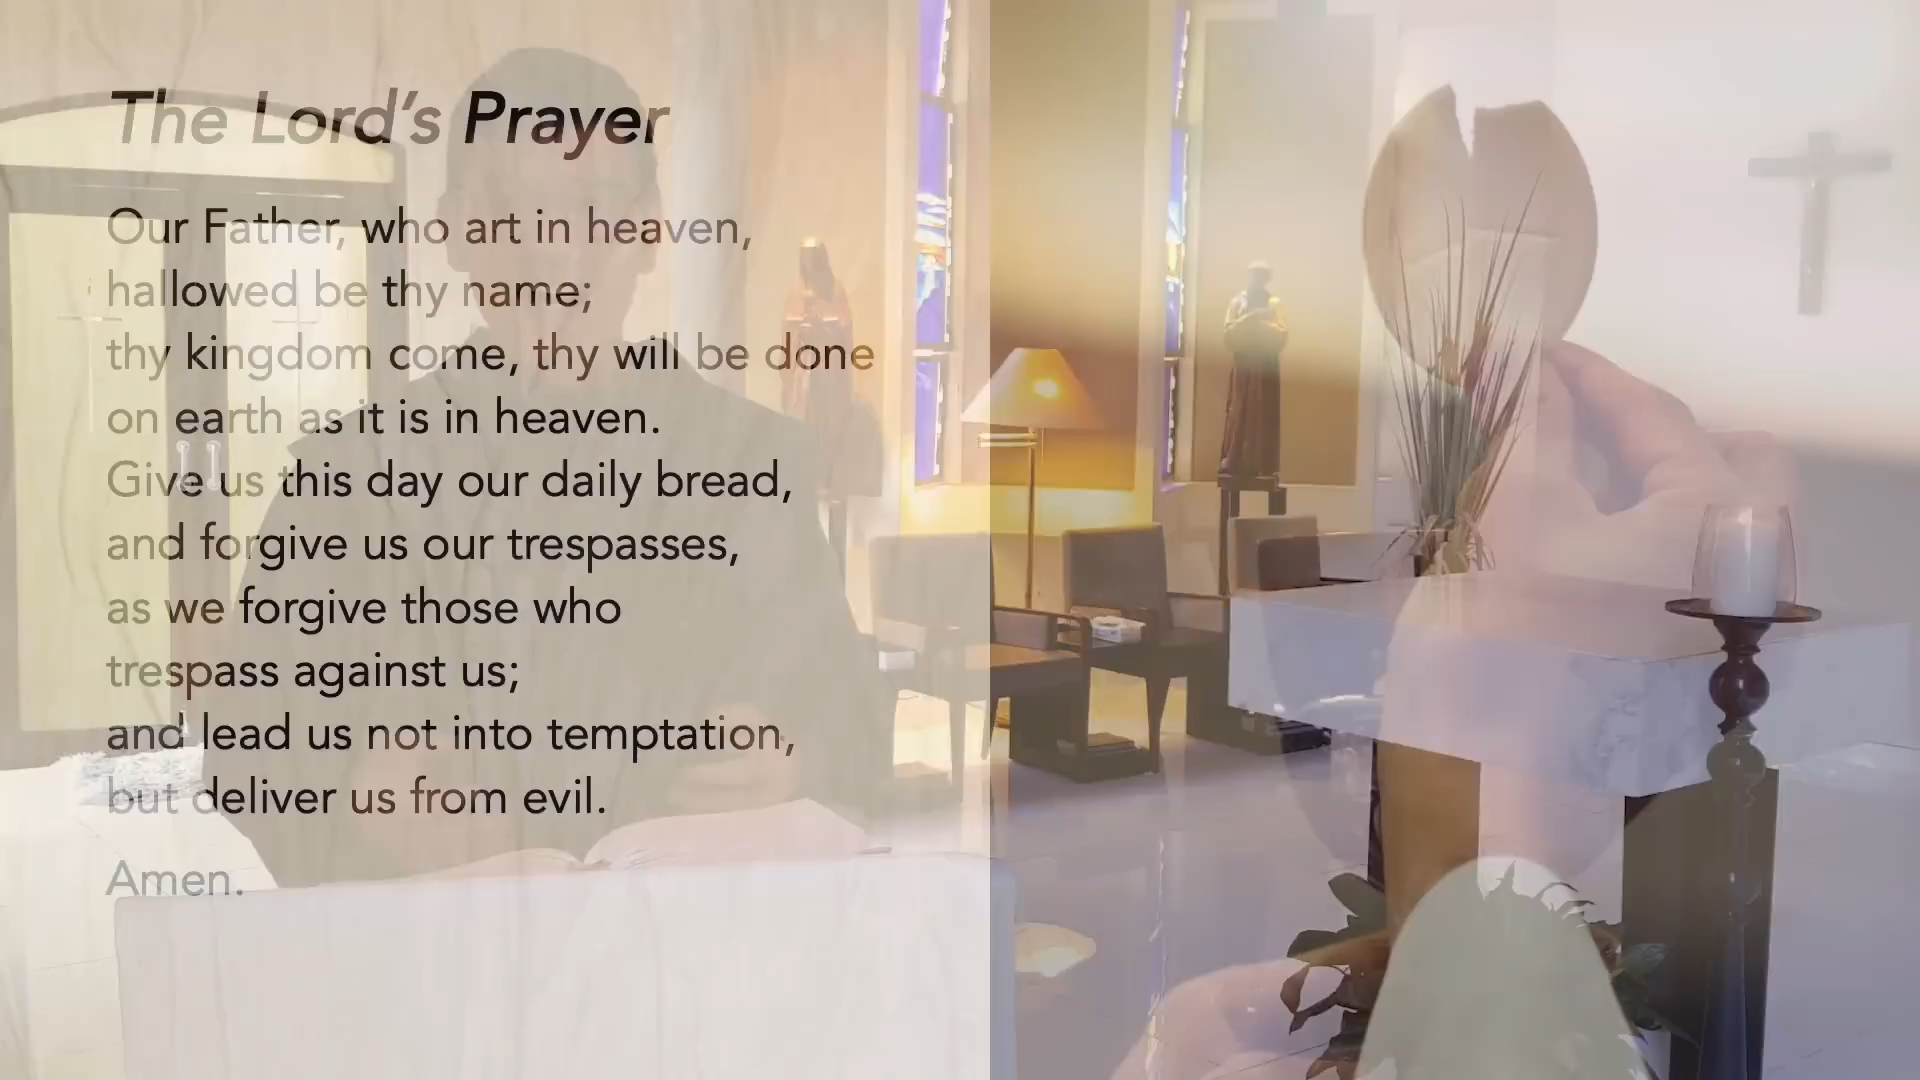 The Lord’s Prayer
Our Father, who art in heaven,
hallowed be thy name;
thy kingdom come, thy will be done
on earth as it is in heaven.
Give us this day our daily bread,
and forgive us our trespasses,
as we forgive those who
trespass against us;
and lead us not into temptation,
but deliver us from evil.
Amen.